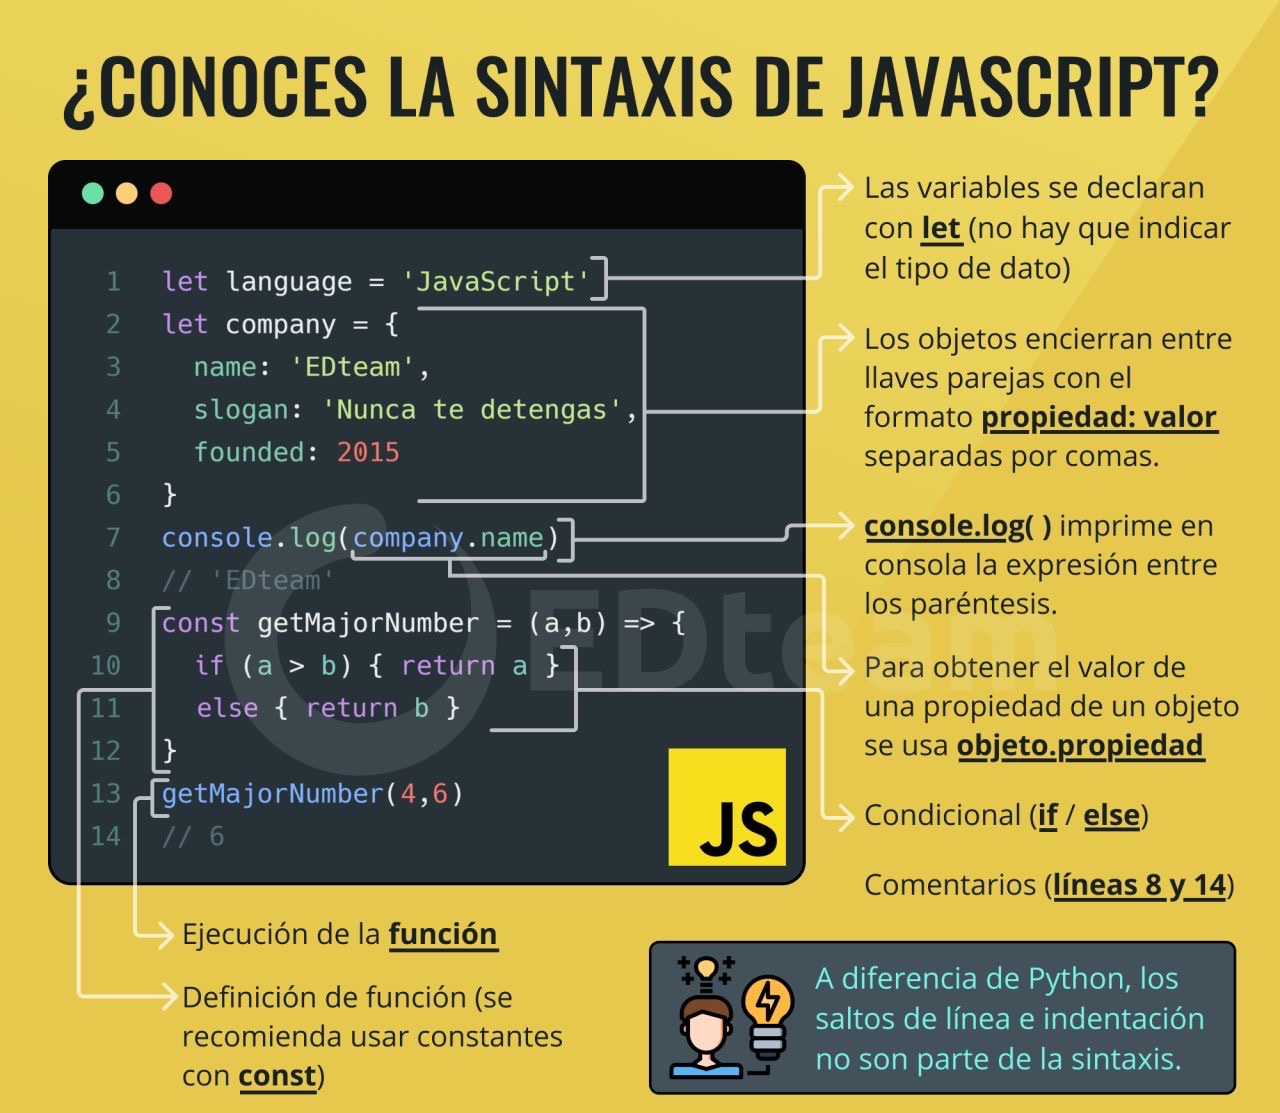 ¿CONOCES LA SINTAXIS DE JAVASCRIPT?
1 let language = 'JavaScript'
2 let company = {
3 name: 'EDteam',
4 slogan: 'Nunca te detengas',
5 founded: 2015
6 }
7 console.log(company.name)
8 // 'EDteam'
9 const getMajorNumber = (a,b) => {
10 if (a > b) { return a }
11 else { return b }
12 }
13 getMajorNumber(4,6)
14 // 6
JS
EDteam
Las variables se declaran
con let (no hay que indicar
el tipo de dato)
Los objetos encierran entre
llaves parejas con el
formato propiedad: valor
separadas por comas.
console.log( ) imprime en
consola la expresión entre
los paréntesis.
Para obtener el valor de
una propiedad de un objeto
se usa objeto.propiedad
Condicional (if / else)
Comentarios (líneas 8 y 14)
Ejecución de la función
Definición de función (se
recomienda usar constantes
con const)
A diferencia de Python, los
saltos de línea e indentación
no son parte de la sintaxis.